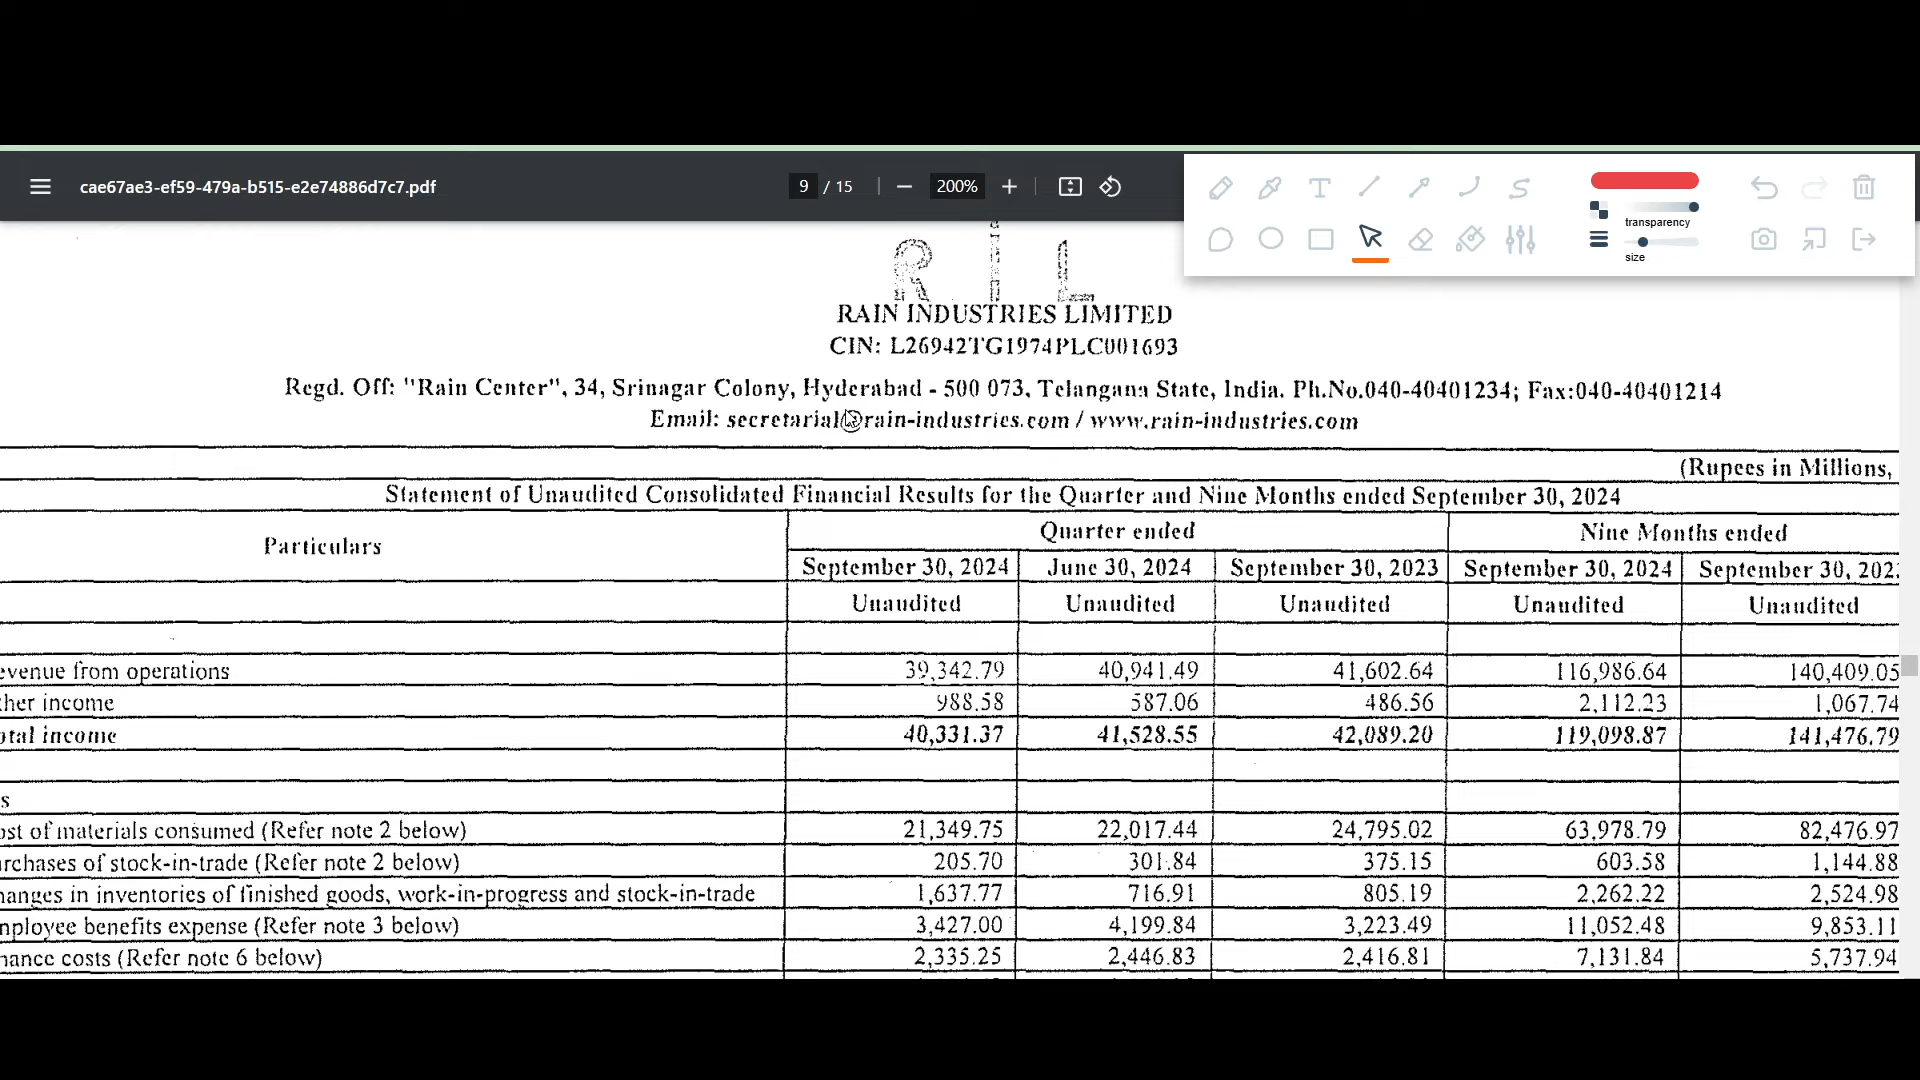 cae67ae3-ef59-479a-b515-e2e74886d7c7.pdf
9 / 15
200%
transparency
size
R i L
RAIN INDUSTRIES LIMITED
CIN: L26942TG1974PLC001693
Regd. Off: "Rain Center", 34, Srinagar Colony, Hyderabad - 500 073, Telangana State, India. Ph.No.040-40401234; Fax:040-40401214
Email: secretarial@rain-industries.com / www.rain-industries.com
(Rupees in Millions,
Statement of Unaudited Consolidated Financial Results for the Quarter and Nine Months ended September 30, 2024
Particulars Quarter ended Nine Months ended
September 30, 2024 June 30, 2024 September 30, 2023 September 30, 2024 September 30, 202
Unaudited Unaudited Unaudited Unaudited Unaudited
evenue from operations 39,342.79 40,941.49 41,602.64 116,986.64 140,409.05
her income 988.58 587.06 486.56 2,112.23 1,067.74
otal income 40,331.37 41,528.55 42,089.20 119,098.87 141,476.79
s
ost of materials consumed (Refer note 2 below) 21,349.75 22,017.44 24,795.02 63,978.79 82,476.97
rchases of stock-in-trade (Refer note 2 below) 205.70 301.84 375.15 603.58 1,144.88
hanges in inventories of finished goods, work-in-progress and stock-in-trade 1,637.77 716.91 805.19 2,262.22 2,524.98
nployee benefits expense (Refer note 3 below) 3,427.00 4,199.84 3,223.49 11,052.48 9,853.11
nance costs (Refer note 6 below) 2,335.25 2,446.83 2,416.81 7,131.84 5,737.94